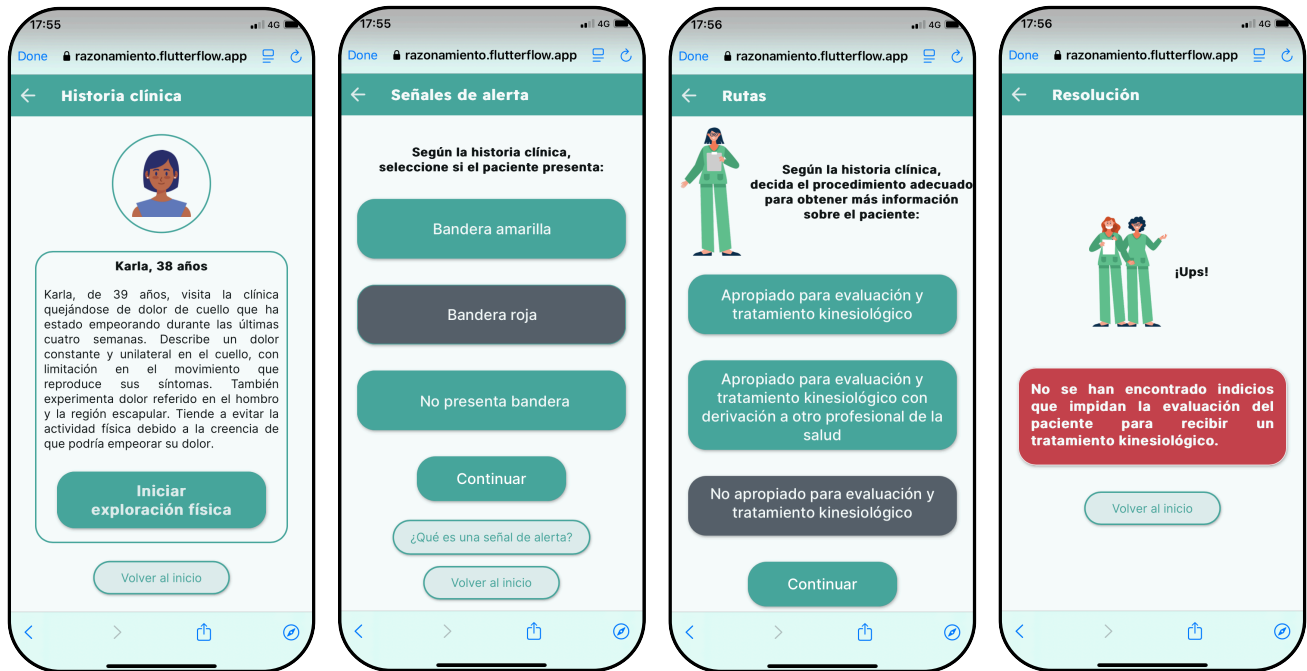 17:55
4G
Done
razonamiento.flutterflow.app
Historia clínica
Karla, 38 años
Karla, de 39 años, visita la clínica
quejándose de dolor de cuello que ha
estado empeorando durante las últimas
cuatro semanas. Describe un dolor
constante y unilateral en el cuello, con
limitación en el movimiento que
reproduce sus síntomas. También
experimenta dolor referido en el hombro
y la región escapular. Tiende a evitar la
actividad física debido a la creencia de
que podría empeorar su dolor.
Iniciar
exploración física
Volver al inicio
17:55
4G
Done
razonamiento.flutterflow.app
Señales de alerta
Según la historia clínica,
seleccione si el paciente presenta:
Bandera amarilla
Bandera roja
No presenta bandera
Continuar
¿Qué es una señal de alerta?
Volver al inicio
17:56
4G
Done
razonamiento.flutterflow.app
Rutas
Según la historia clínica,
decida el procedimiento adecuado
para obtener más información
sobre el paciente:
Apropiado para evaluación y
tratamiento kinesiológico
Apropiado para evaluación y
tratamiento kinesiológico con
derivación a otro profesional de la
salud
No apropiado para evaluación y
tratamiento kinesiológico
Continuar
17:56
4G
Done
razonamiento.flutterflow.app
Resolución
¡Ups!
No se han encontrado indicios
que impidan la evaluación del
paciente para recibir un
tratamiento kinesiológico.
Volver al inicio